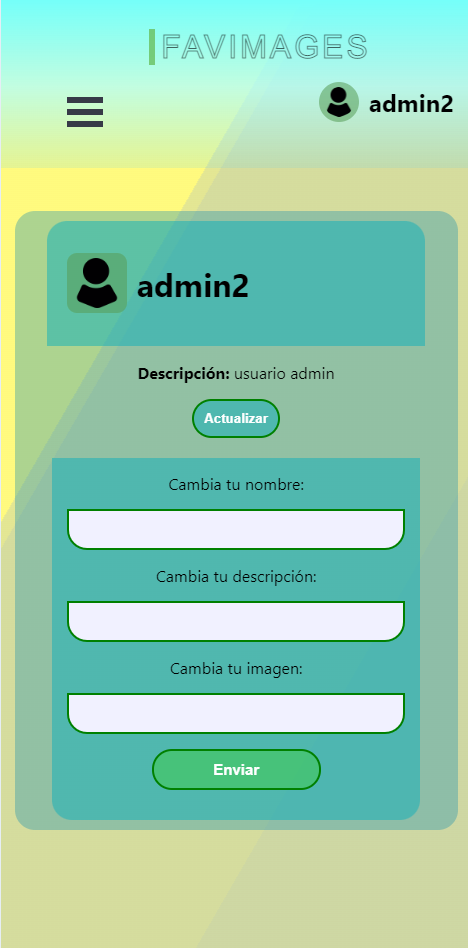 FAVIMAGES
admin2
admin2
Descripción: usuario admin
Actualizar
Cambia tu nombre:
Cambia tu descripción:
Cambia tu imagen:
Enviar